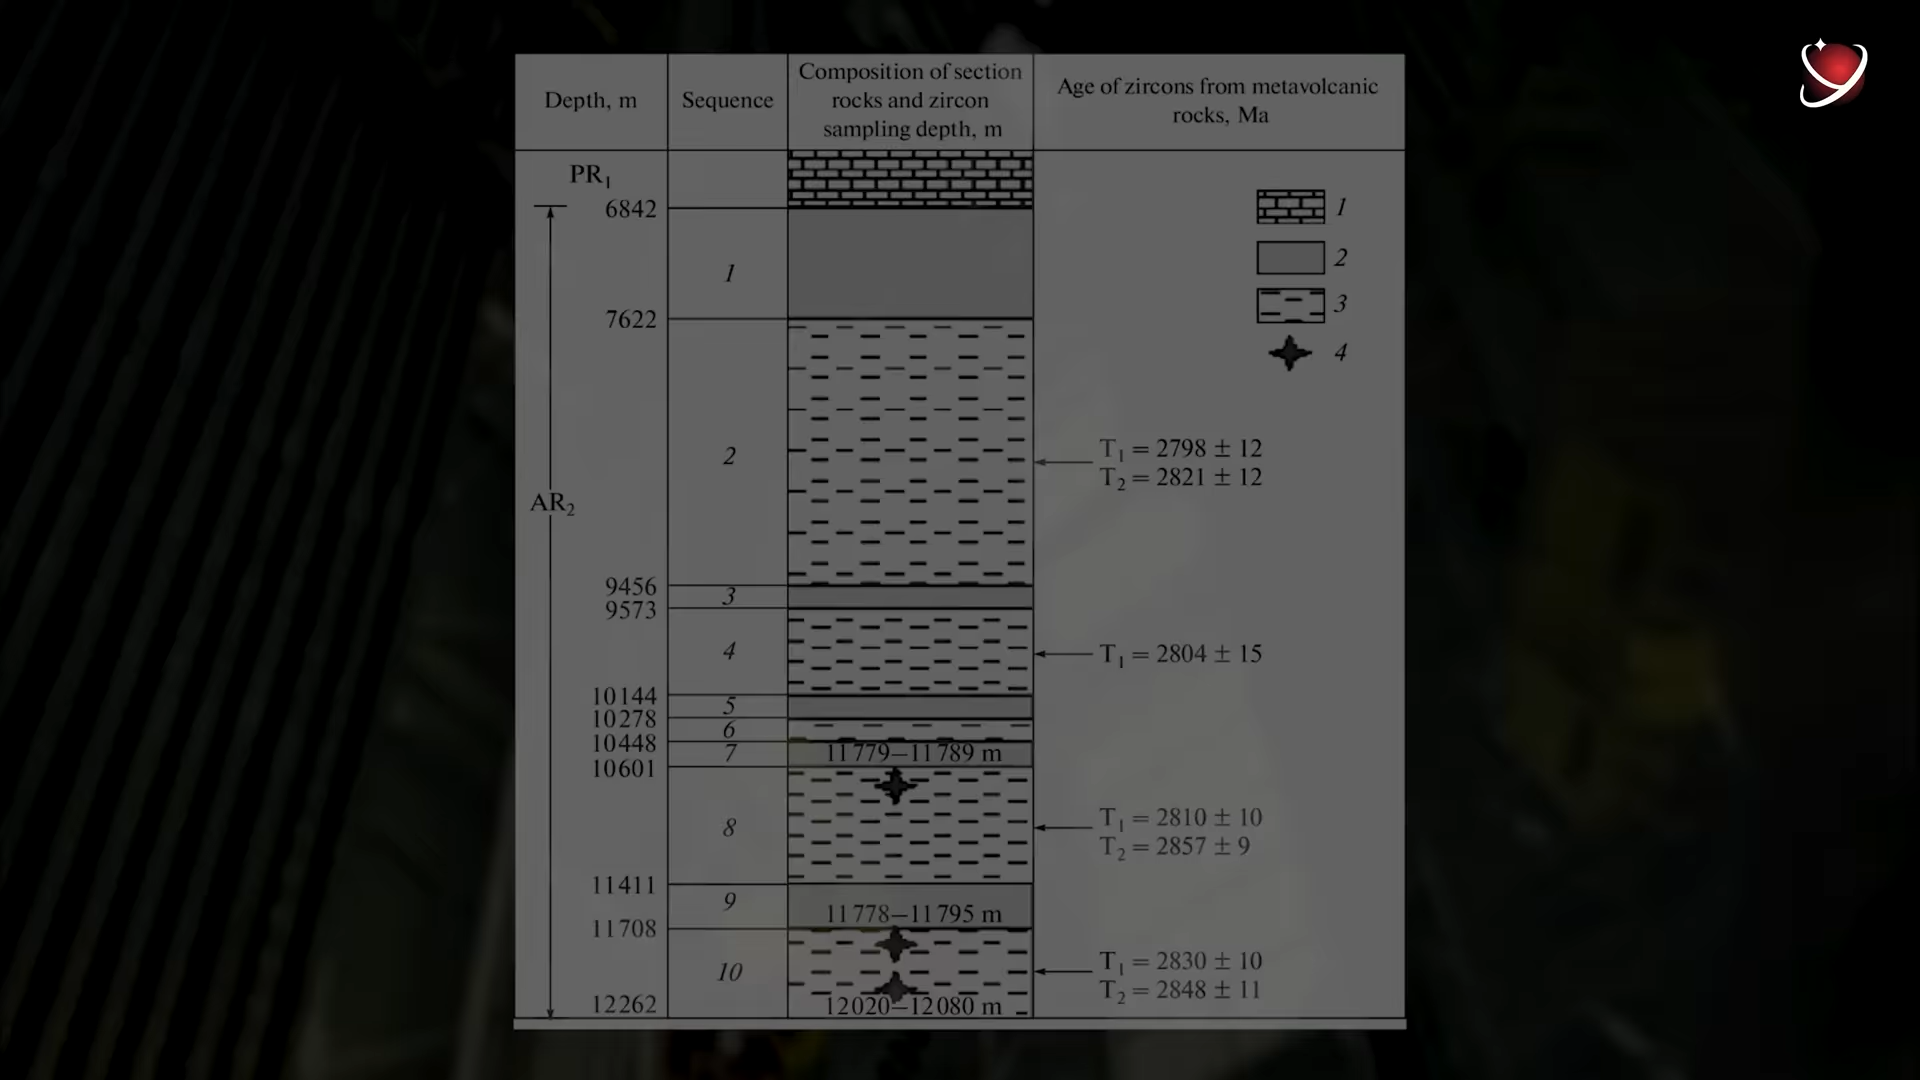 Depth, m
Sequence
Composition of section
rocks and zircon
sampling depth, m
Age of zircons from metavolcanic
rocks, Ma
PR₁
6842
1
7622
2
AR₂
9456
3
9573
4
10144
5
10278
6
10448
7
11779–11789 m
10601
8
11411
9
11778–11795 m
11708
10
12020–12080 m
12262
T₁ = 2798 ± 12
T₂ = 2821 ± 12
T₁ = 2804 ± 15
T₁ = 2810 ± 10
T₂ = 2857 ± 9
T₁ = 2830 ± 10
T₂ = 2848 ± 11
1
2
3
4